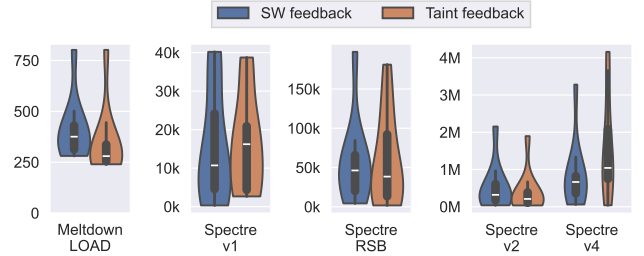 SW feedback Taint feedback
750
500
250
0
Meltdown
LOAD
40k
30k
20k
10k
0k
Spectre
v1
150k
100k
50k
0k
Spectre
RSB
4M
3M
2M
1M
0M
Spectre
v2
Spectre
v4